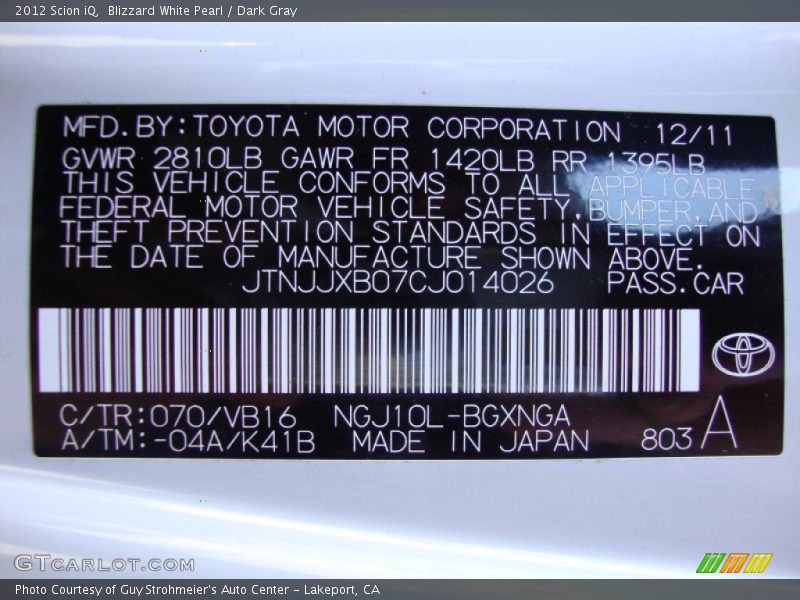 2012 Scion iQ,  Blizzard White Pearl / Dark Gray
MFD.BY:TOYOTA MOTOR CORPORATION 12/11
GVWR 2810LB GAWR FR 1420LB RR 1395LB
THIS VEHICLE CONFORMS TO ALL APPLICABLE
FEDERAL MOTOR VEHICLE SAFETY,BUMPER,AND
THEFT PREVENTION STANDARDS IN EFFECT ON
THE DATE OF MANUFACTURE SHOWN ABOVE.
JTNJJXB07CJ014026 PASS.CAR
C/TR:070/VB16 NGJ10L-BGXNGA
A/TM:-04A/K41B MADE IN JAPAN 803 A
GTCARLOT.COM
Photo Courtesy of Guy Strohmeier's Auto Center - Lakeport, CA